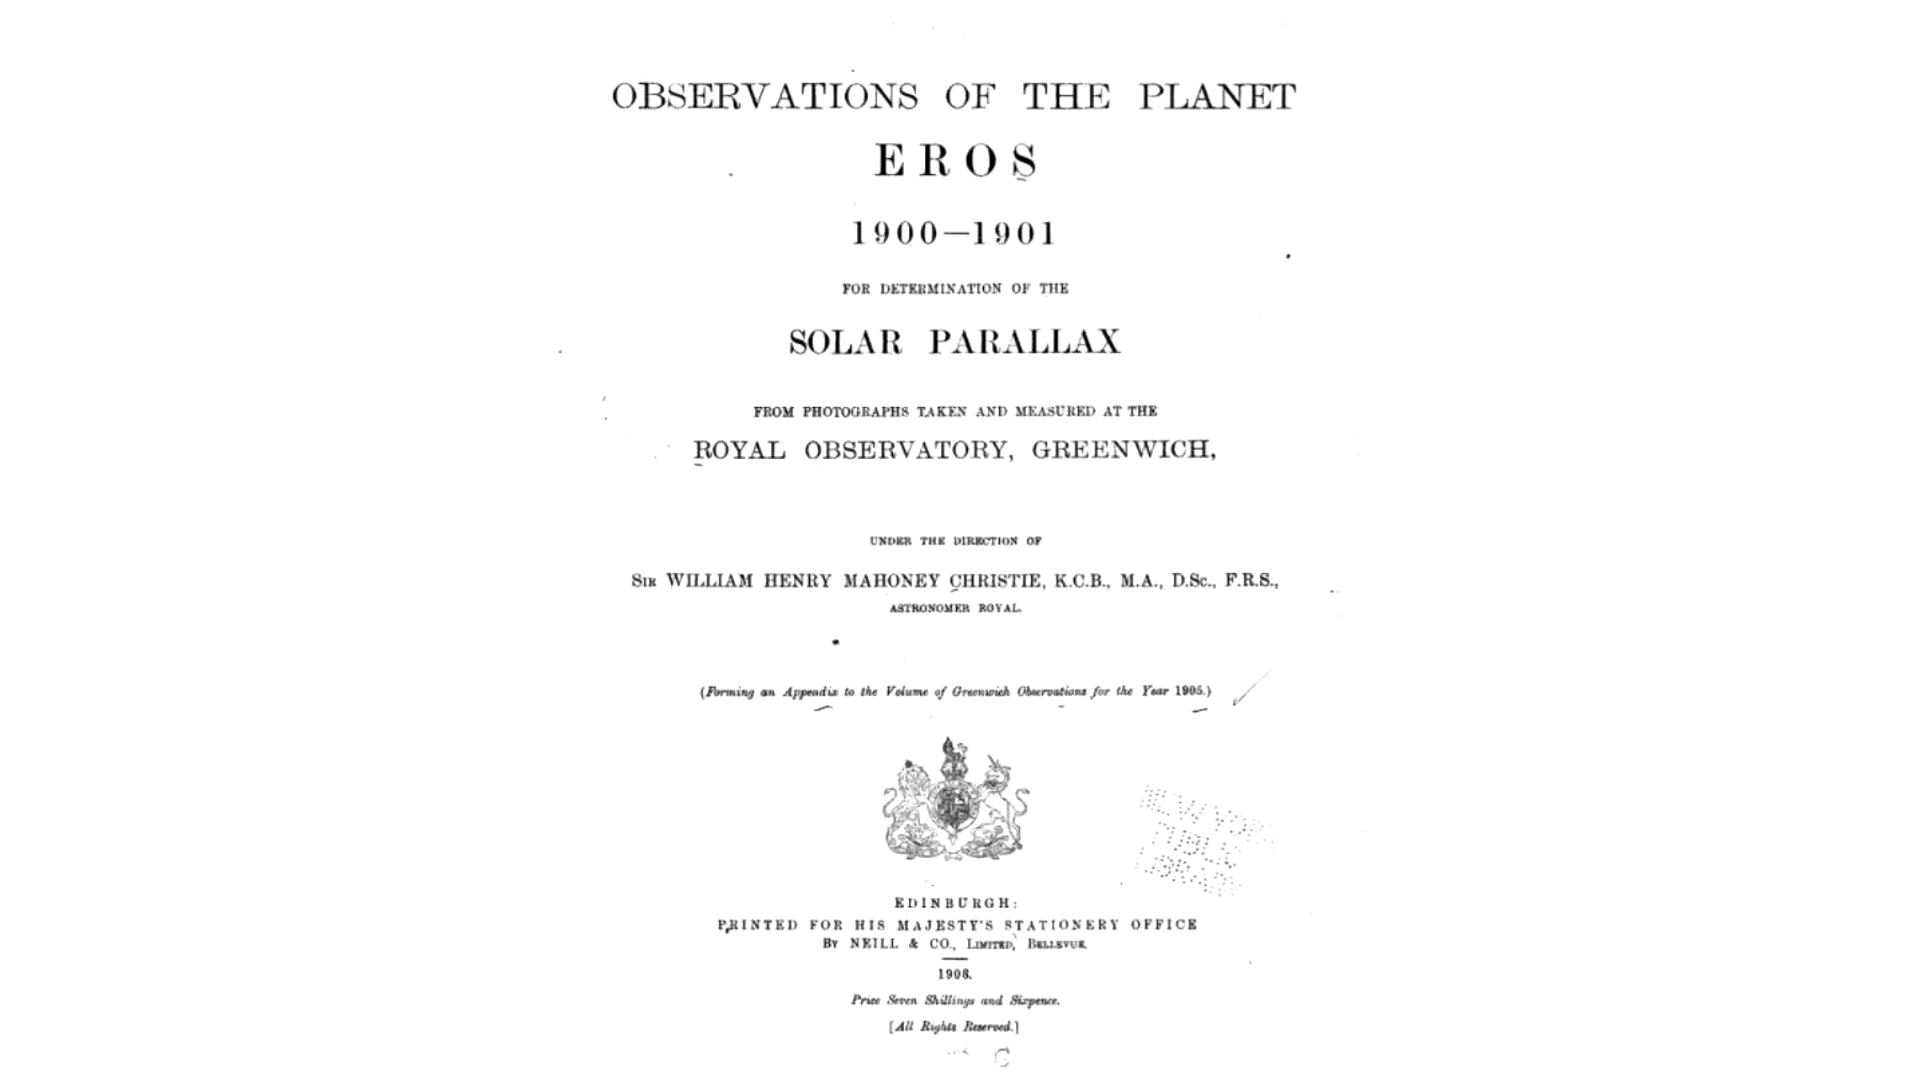 OBSERVATIONS OF THE PLANET
EROS
1900—1901
FOR DETERMINATION OF THE
SOLAR PARALLAX
FROM PHOTOGRAPHS TAKEN AND MEASURED AT THE
ROYAL OBSERVATORY, GREENWICH,
UNDER THE DIRECTION OF
SIR WILLIAM HENRY MAHONEY CHRISTIE, K.C.B., M.A., D.Sc., F.R.S.,
ASTRONOMER ROYAL.
(Forming an Appendix to the Volume of Greenwich Observations for the Year 1905.)
EDINBURGH:
PRINTED FOR HIS MAJESTY'S STATIONERY OFFICE
BY NEILL & CO., LIMITED, BELLEVUE.
1908.
Price Seven Shillings and Sixpence.
[All Rights Reserved.]